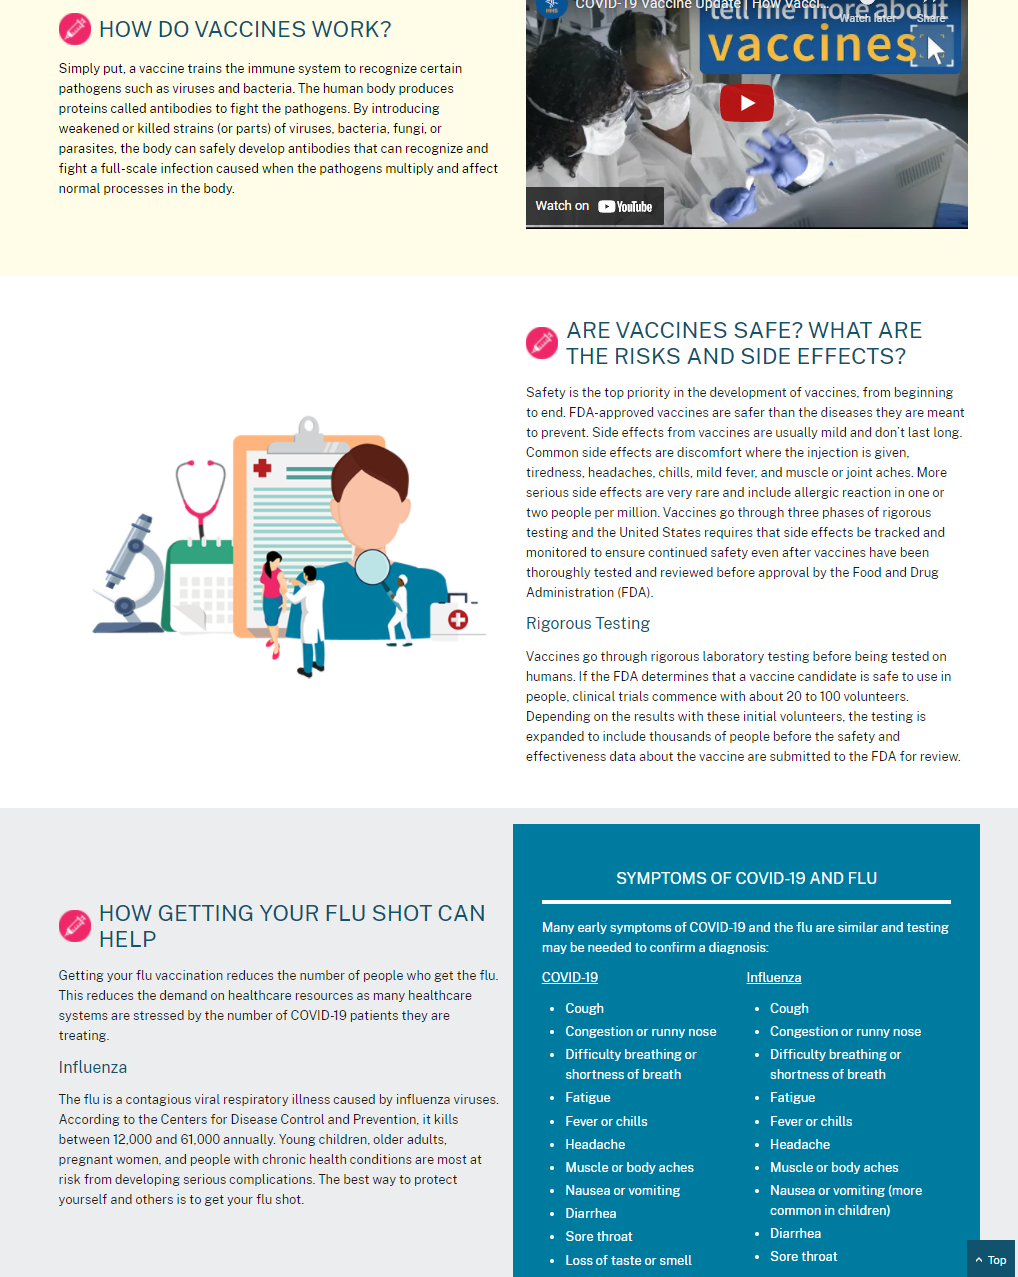 HOW DO VACCINES WORK?
Simply put, a vaccine trains the immune system to recognize certain
pathogens such as viruses and bacteria. The human body produces
proteins called antibodies to fight the pathogens. By introducing
weakened or killed strains (or parts) of viruses, bacteria, fungi, or
parasites, the body can safely develop antibodies that can recognize and
fight a full-scale infection caused when the pathogens multiply and affect
normal processes in the body.
COVID-19 Vaccine Update | How Vacci...
Watch later
Share
tell me more about
vaccines
Watch on YouTube
ARE VACCINES SAFE? WHAT ARE
THE RISKS AND SIDE EFFECTS?
Safety is the top priority in the development of vaccines, from beginning
to end. FDA-approved vaccines are safer than the diseases they are meant
to prevent. Side effects from vaccines are usually mild and don't last long.
Common side effects are discomfort where the injection is given,
tiredness, headaches, chills, mild fever, and muscle or joint aches. More
serious side effects are very rare and include allergic reaction in one or
two people per million. Vaccines go through three phases of rigorous
testing and the United States requires that side effects be tracked and
monitored to ensure continued safety even after vaccines have been
thoroughly tested and reviewed before approval by the Food and Drug
Administration (FDA).
Rigorous Testing
Vaccines go through rigorous laboratory testing before being tested on
humans. If the FDA determines that a vaccine candidate is safe to use in
people, clinical trials commence with about 20 to 100 volunteers.
Depending on the results with these initial volunteers, the testing is
expanded to include thousands of people before the safety and
effectiveness data about the vaccine are submitted to the FDA for review.
HOW GETTING YOUR FLU SHOT CAN
HELP
Getting your flu vaccination reduces the number of people who get the flu.
This reduces the demand on healthcare resources as many healthcare
systems are stressed by the number of COVID-19 patients they are
treating.
Influenza
The flu is a contagious viral respiratory illness caused by influenza viruses.
According to the Centers for Disease Control and Prevention, it kills
between 12,000 and 61,000 annually. Young children, older adults,
pregnant women, and people with chronic health conditions are most at
risk from developing serious complications. The best way to protect
yourself and others is to get your flu shot.
SYMPTOMS OF COVID-19 AND FLU
Many early symptoms of COVID-19 and the flu are similar and testing
may be needed to confirm a diagnosis:
COVID-19
• Cough
• Congestion or runny nose
• Difficulty breathing or
shortness of breath
• Fatigue
• Fever or chills
• Headache
• Muscle or body aches
• Nausea or vomiting
• Diarrhea
• Sore throat
• Loss of taste or smell
Influenza
• Cough
• Congestion or runny nose
• Difficulty breathing or
shortness of breath
• Fatigue
• Fever or chills
• Headache
• Muscle or body aches
• Nausea or vomiting (more
common in children)
• Diarrhea
• Sore throat
Top